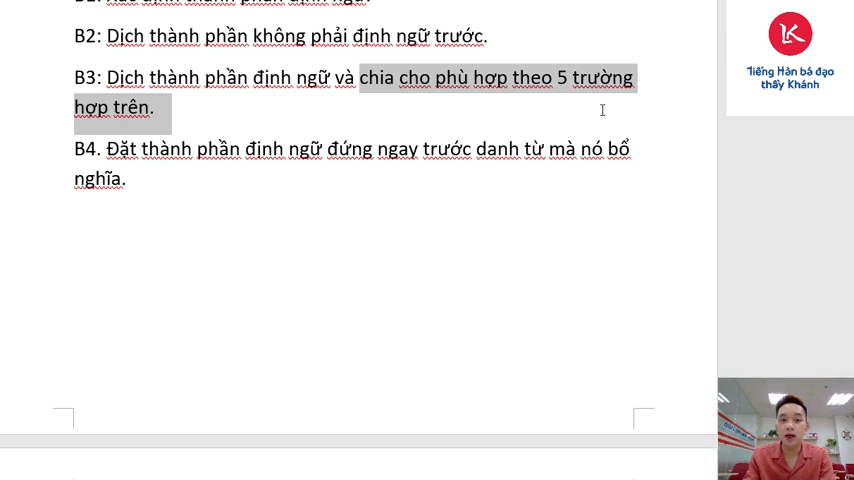 B2: Dịch thành phần không phải định ngữ trước.
B3: Dịch thành phần định ngữ và chia cho phù hợp theo 5 trường
hợp trên.
B4. Đặt thành phần định ngữ đứng ngay trước danh từ mà nó bổ
nghĩa.
LK
Tiếng Hàn bá đạo
thầy Khánh